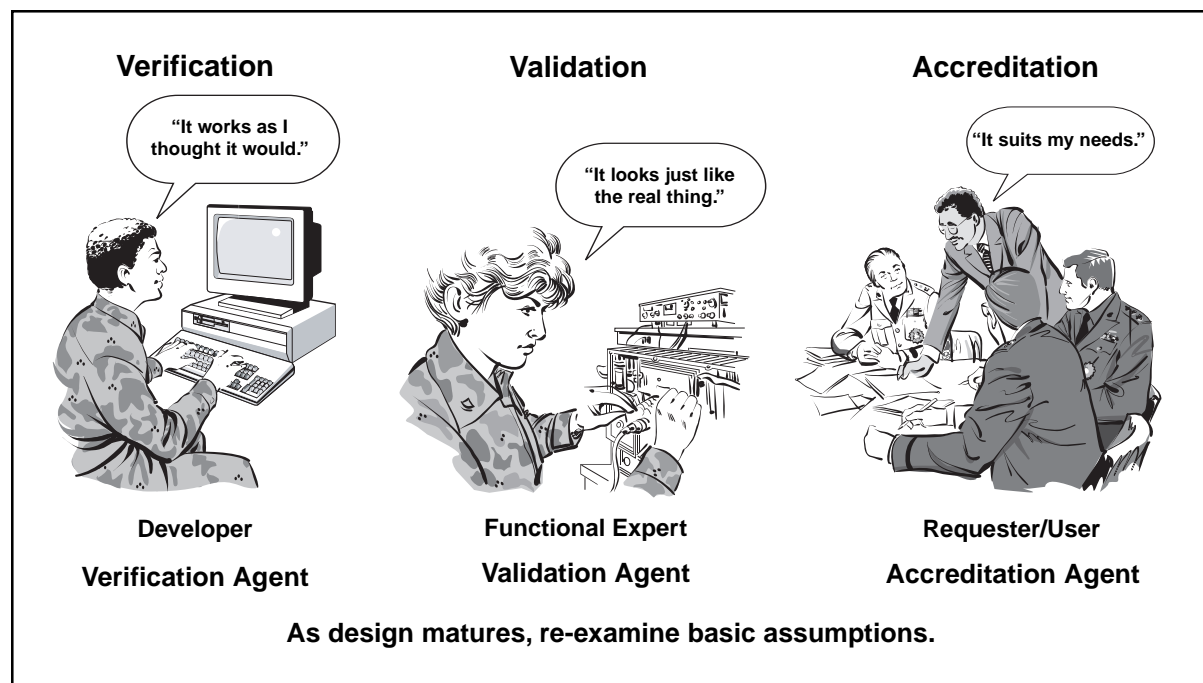 Verification
Validation
Accreditation
“It works as I
thought it would.”
“It looks just like
the real thing.”
“It suits my needs.”
Developer
Functional Expert
Requester/User
Verification Agent
Validation Agent
Accreditation Agent
As design matures, re-examine basic assumptions.